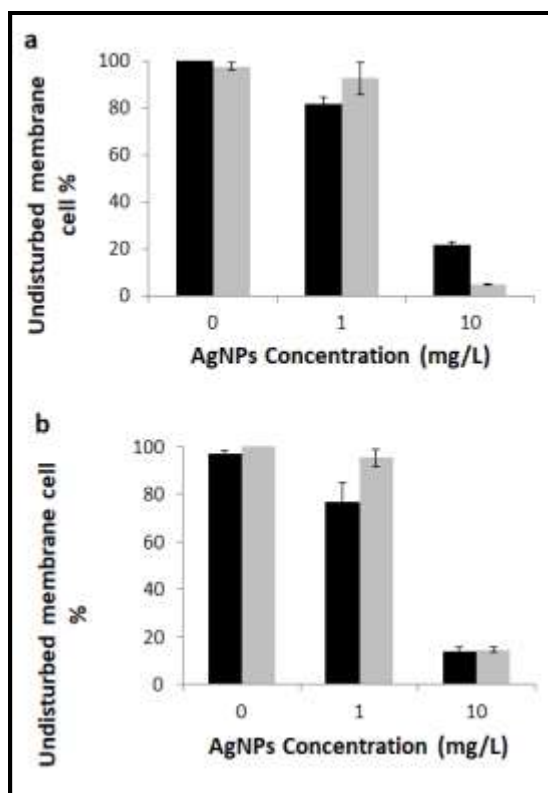 a
Undisturbed membrane
cell %
100
80
60
40
20
0
0 1 10
AgNPs Concentration (mg/L)
b
Undisturbed membrane cell
%
100
80
60
40
20
0
0 1 10
AgNPs Concentration (mg/L)